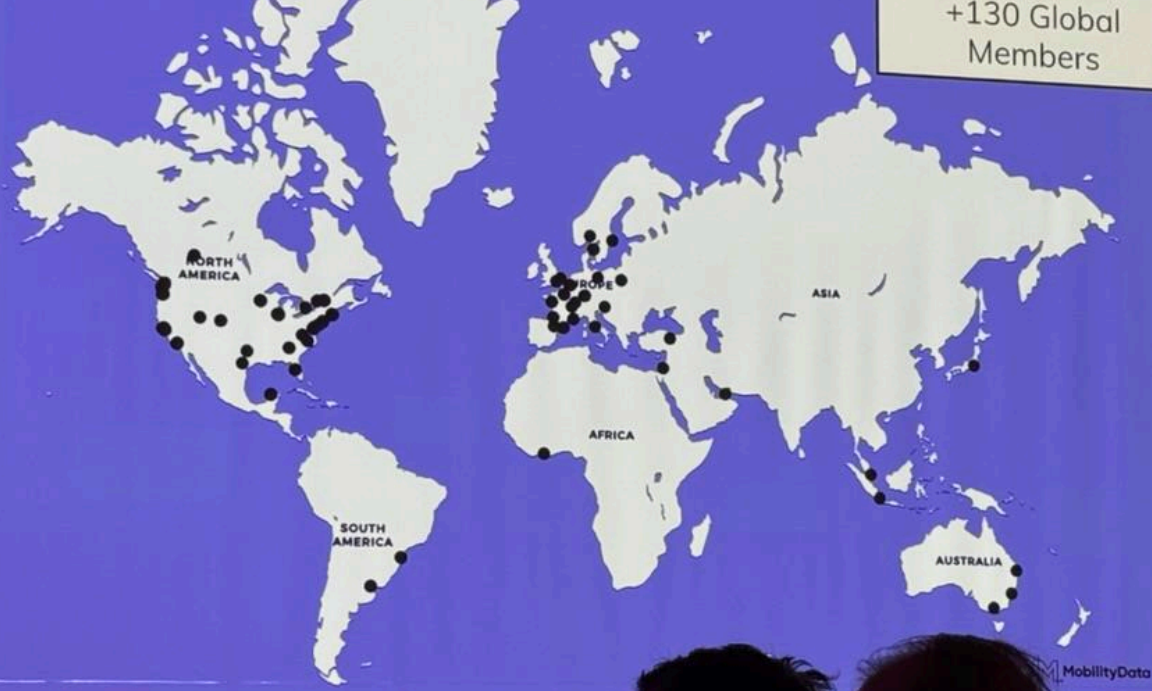 +130 Global
Members
NORTH
AMERICA
EUROPE
ASIA
AFRICA
SOUTH
AMERICA
AUSTRALIA
MobilityData